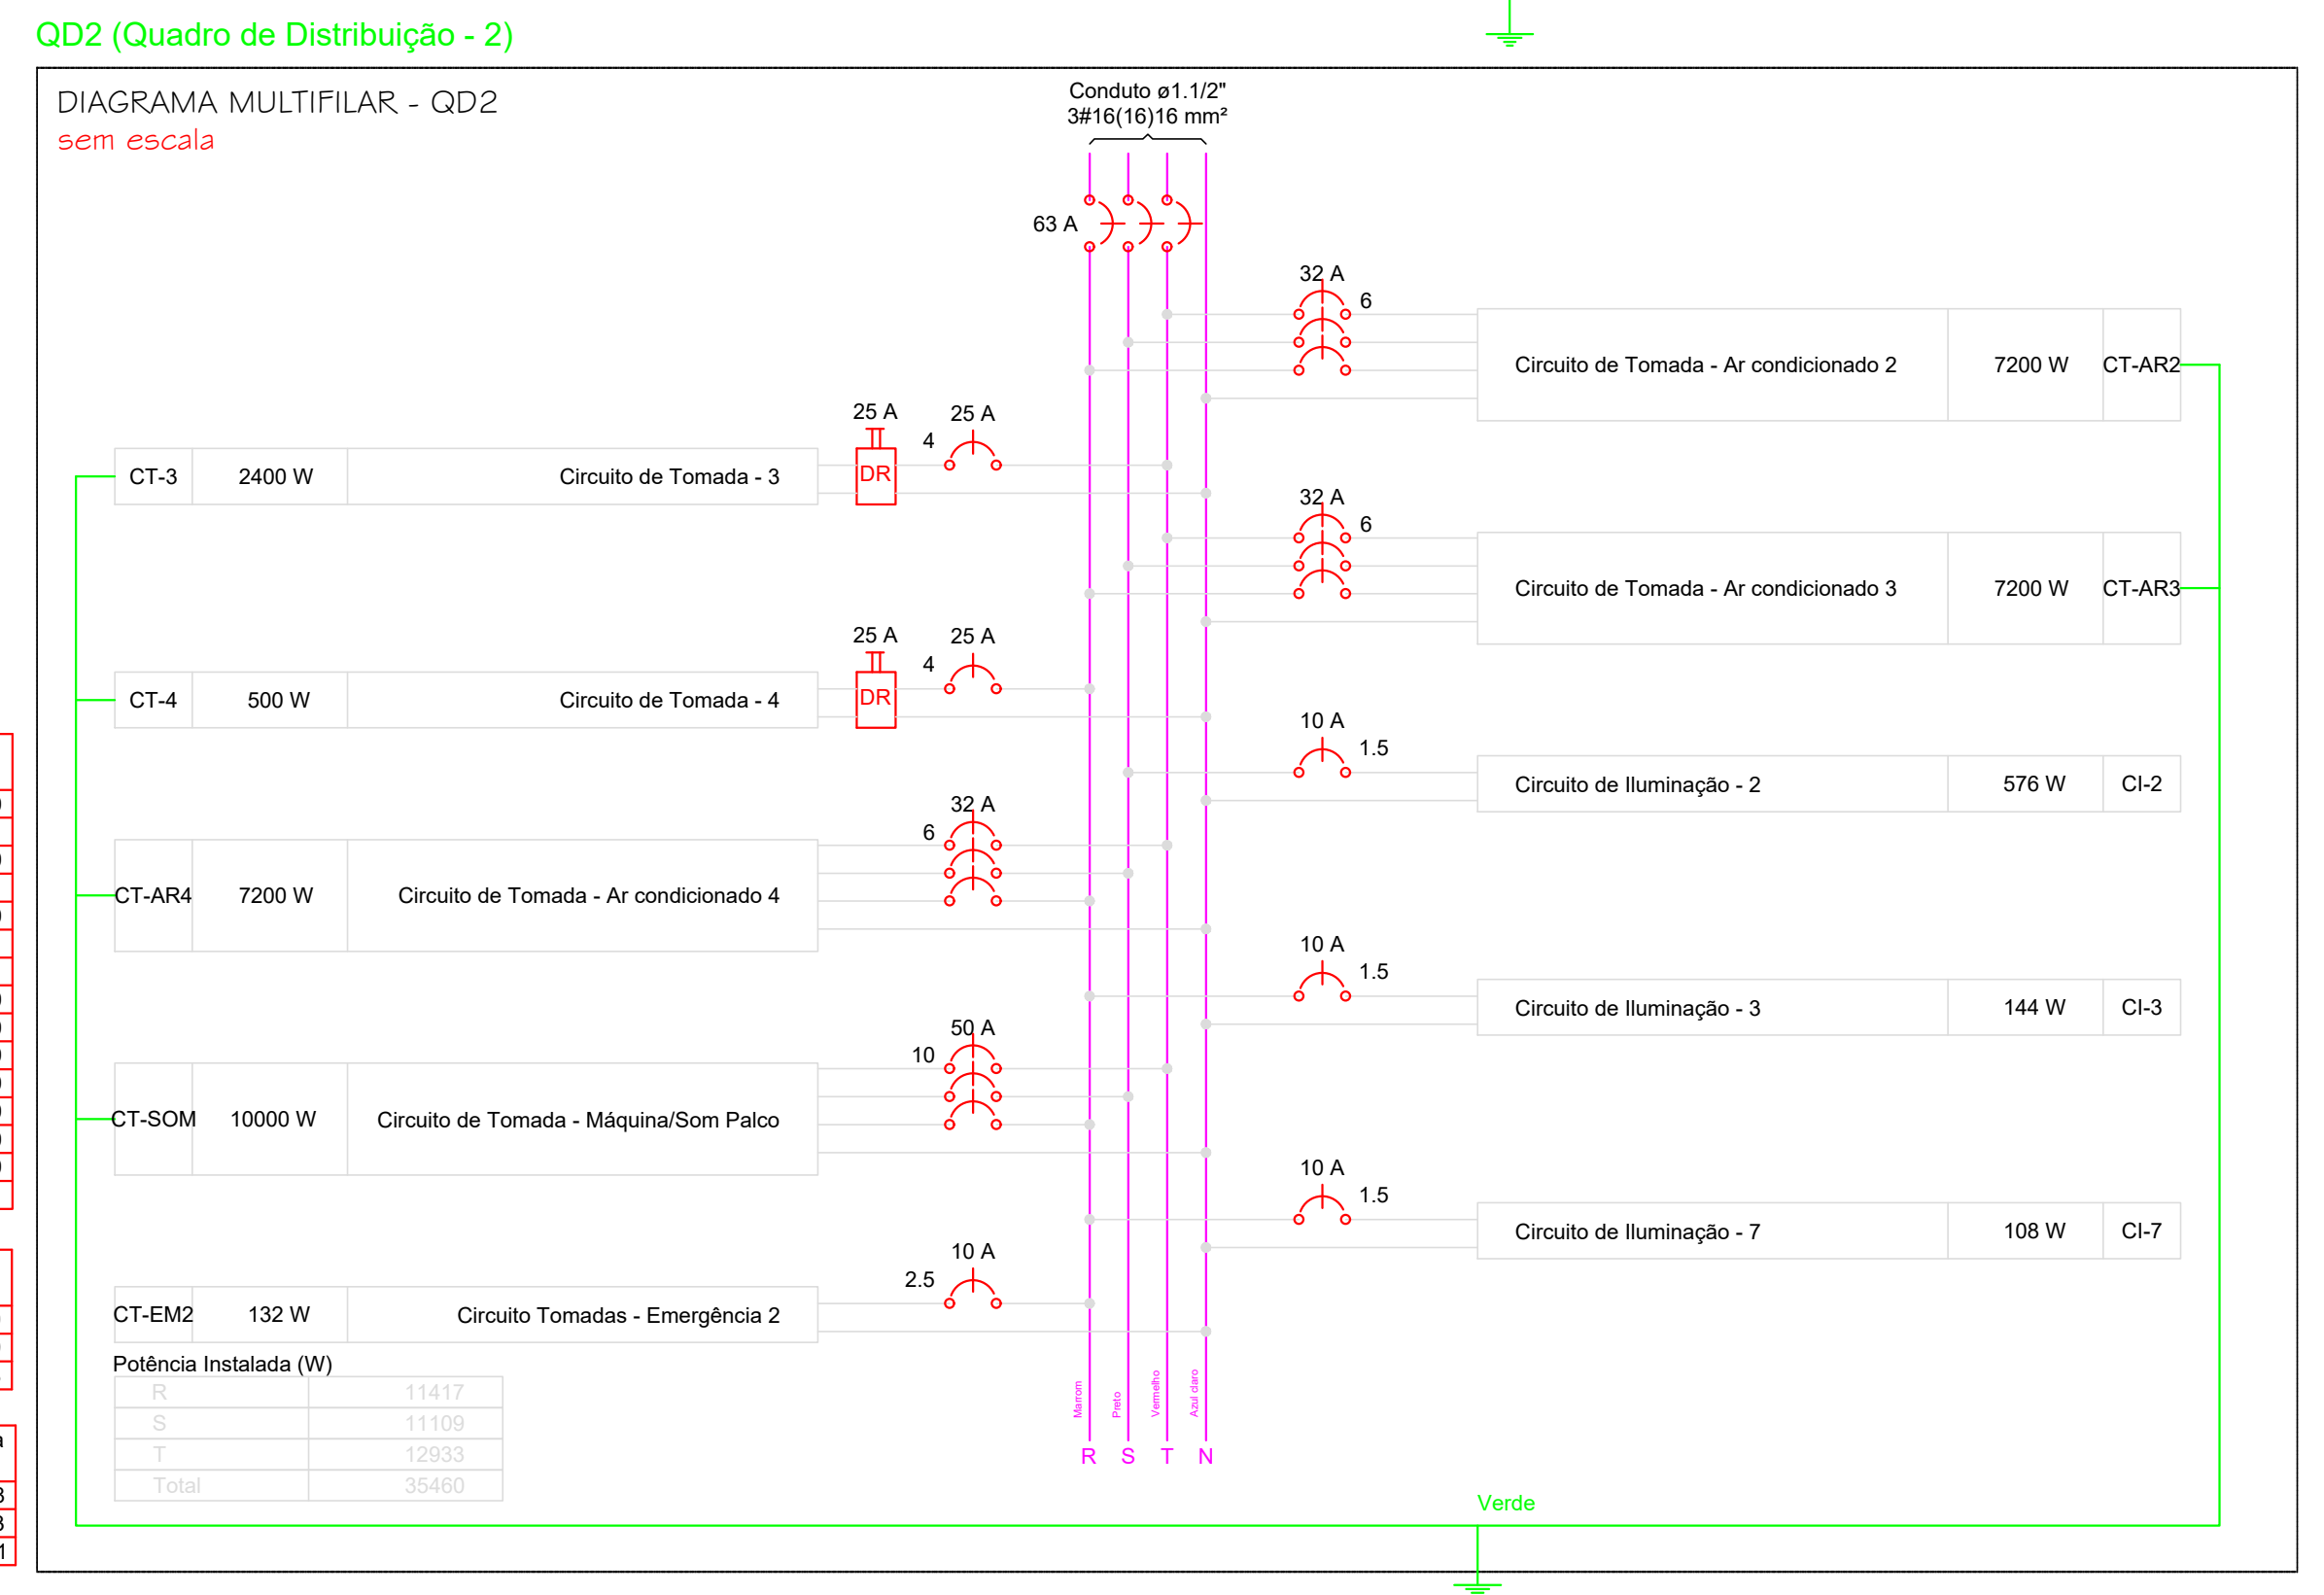 QD2 (Quadro de Distribuição - 2)
DIAGRAMA MULTIFILAR - QD2
sem escala
Conduto ø1.1/2"
3#16(16)16 mm²
63 A
32 A
6
Circuito de Tomada - Ar condicionado 2 7200 W CT-AR2
25 A 25 A
4
CT-3 2400 W Circuito de Tomada - 3 DR
32 A
6
Circuito de Tomada - Ar condicionado 3 7200 W CT-AR3
25 A 25 A
4
CT-4 500 W Circuito de Tomada - 4 DR
10 A
1.5
Circuito de Iluminação - 2 576 W CI-2
32 A
6
CT-AR4 7200 W Circuito de Tomada - Ar condicionado 4
10 A
1.5
Circuito de Iluminação - 3 144 W CI-3
50 A
10
CT-SOM 10000 W Circuito de Tomada - Máquina/Som Palco
10 A
1.5
Circuito de Iluminação - 7 108 W CI-7
10 A
2.5
CT-EM2 132 W Circuito Tomadas - Emergência 2
Potência Instalada (W)
R 11417
S 11109
T 12933
Total 35460
Marrom Preto Vermelho Azul claro
R S T N
Verde